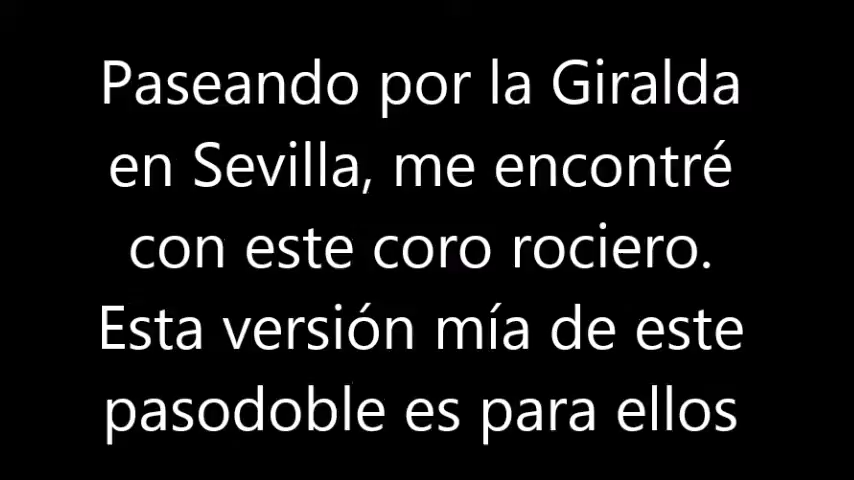 Paseando por la Giralda
en Sevilla, me encontré
con este coro rociero.
Esta versión mía de este
pasodoble es para ellos